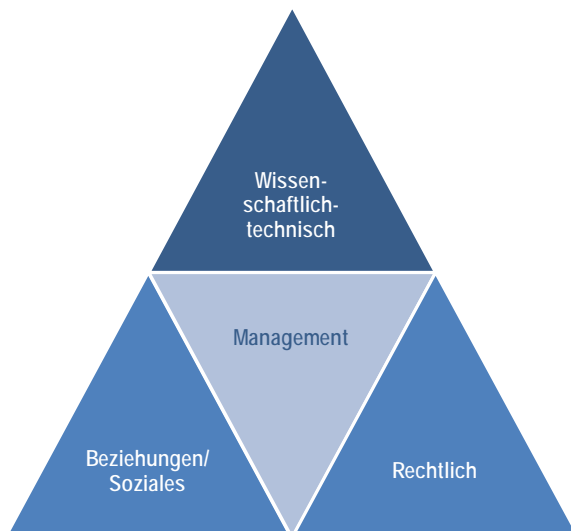 Wissen-
schaftlich-
technisch
Management
Beziehungen/
Soziales
Rechtlich